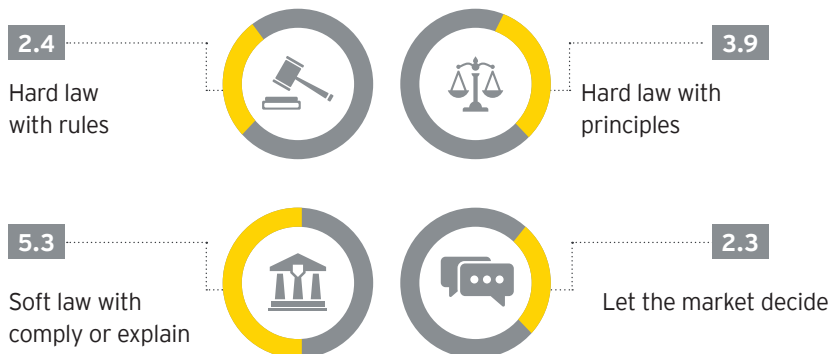 2.4
Hard law
with rules
3.9
Hard law with
principles
5.3
Soft law with
comply or explain
2.3
Let the market decide